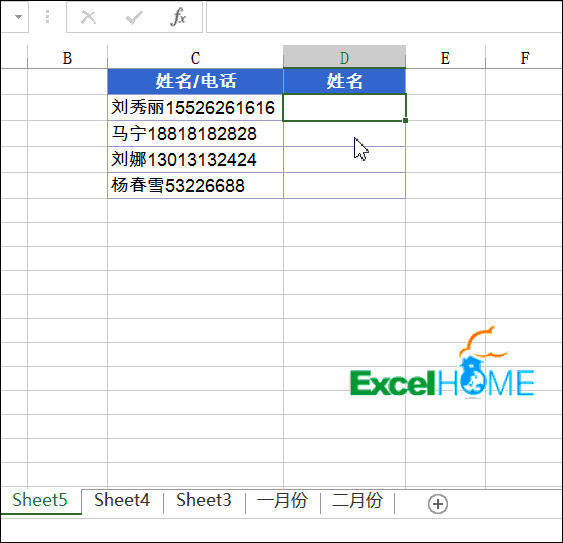 fx
B C D E F
姓名/电话 姓名
刘秀丽15526261616
马宁18818182828
刘娜13013132424
杨春雪53226688
ExcelHOME
Sheet5 Sheet4 Sheet3 一月份 二月份